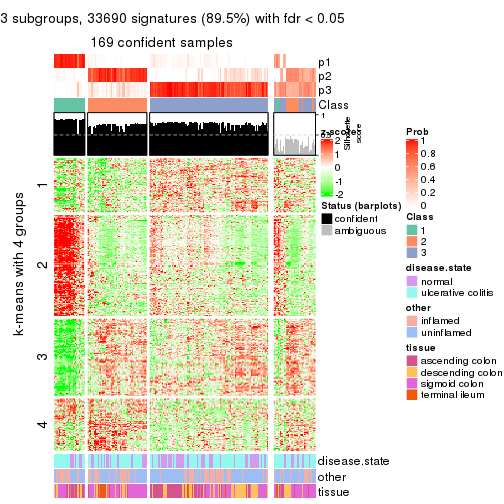 3 subgroups, 33690 signatures (89.5%) with fdr < 0.05
169 confident samples
p1
p2
p3
Class
1
Silhouette
score
z-score
2
1
0
-1
-2
Status (barplots)
confident
ambiguous
Prob
1
0.8
0.6
0.4
0.2
0
Class
1
2
3
disease.state
normal
ulcerative colitis
other
inflamed
uninflamed
tissue
ascending colon
descending colon
sigmoid colon
terminal ileum
k-means with 4 groups
1
2
3
4
disease.state
other
tissue